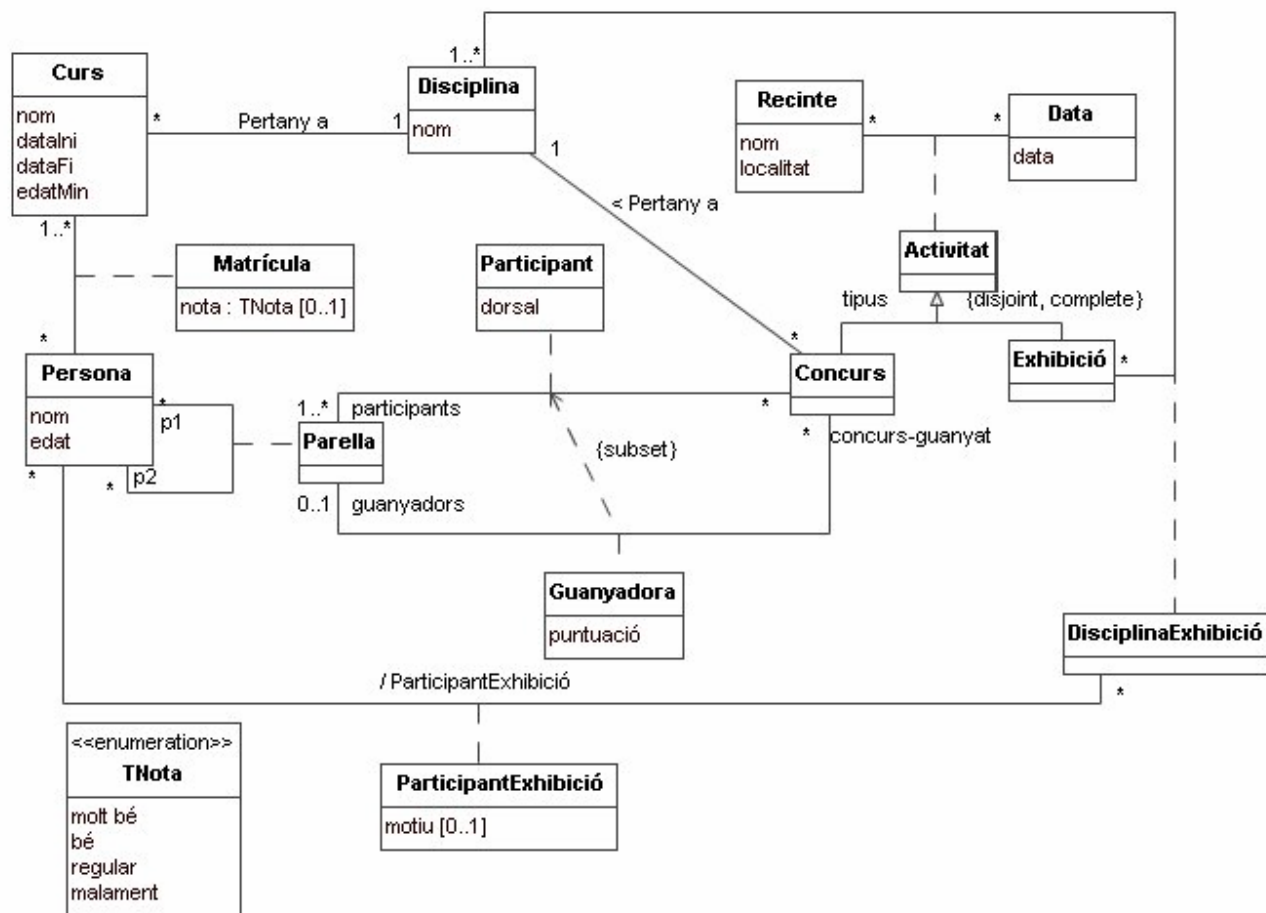 1..*
Curs
nom
dataIni
dataFi
edatMin
*
Pertany a
1
Disciplina
nom
1
Recinte
nom
localitat
*
*
Data
data
< Pertany a
1..*
Matrícula
nota : TNota [0..1]
Participant
dorsal
Activitat
tipus
{disjoint, complete}
*
*
Persona
nom
edat
*
p1
p2
*
*
1..*
participants
Parella
0..1
guanyadors
{subset}
*
Concurs
*
concurs-guanyat
Exhibició
*
Guanyadora
puntuació
DisciplinaExhibició
*
/ ParticipantExhibició
<<enumeration>>
TNota
molt bé
bé
regular
malament
ParticipantExhibició
motiu [0..1]